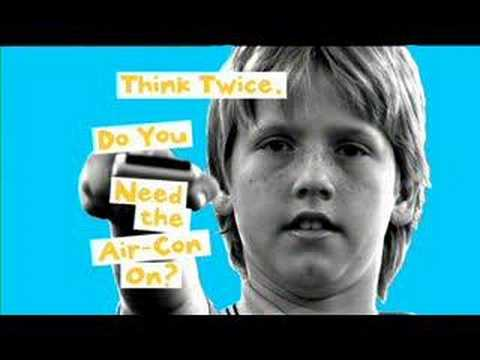 Think Twice.
Do You
Need
the
Air-Con
On?